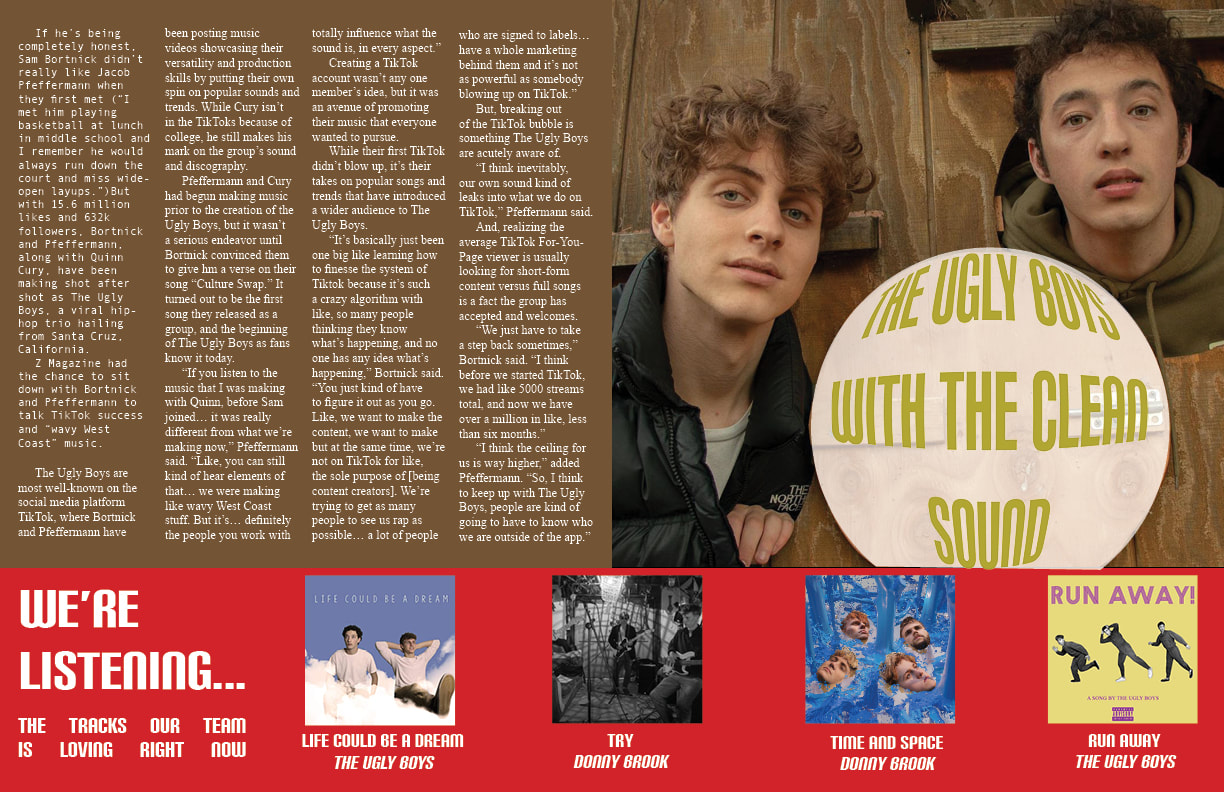 If he's being
completely honest,
Sam Bortnick didn't
really like Jacob
Pfeffermann when
they first met (“I
met him playing
basketball at lunch
in middle school and
I remember he would
always run down the
court and miss wide-
open layups.”)But
with 15.6 million
likes and 632k
followers, Bortnick
and Pfeffermann,
along with Quinn
Cury, have been
making shot after
shot as The Ugly
Boys, a viral hip-
hop trio hailing
from Santa Cruz,
California.
Z Magazine had
the chance to sit
down with Bortnick
and Pfeffermann to
talk TikTok success
and “wavy West
Coast” music.
The Ugly Boys are
most well-known on the
social media platform
TikTok, where Bortnick
and Pfeffermann have
been posting music
videos showcasing their
versatility and production
skills by putting their own
spin on popular sounds and
trends. While Cury isn’t
in the TikToks because of
college, he still makes his
mark on the group’s sound
and discography.
Pfeffermann and Cury
had begun making music
prior to the creation of the
Ugly Boys, but it wasn’t
a serious endeavor until
Bortnick convinced them
to give hm a verse on their
song “Culture Swap.” It
turned out to be the first
song they released as a
group, and the beginning
of The Ugly Boys as fans
know it today.
“If you listen to the
music that I was making
with Quinn, before Sam
joined… it was really
different from what we’re
making now,” Pfeffermann
said. “Like, you can still
kind of hear elements of
that… we were making
like wavy West Coast
stuff. But it’s… definitely
the people you work with
totally influence what the
sound is, in every aspect.”
Creating a TikTok
account wasn’t any one
member’s idea, but it was
an avenue of promoting
their music that everyone
wanted to pursue.
While their first TikTok
didn’t blow up, it’s their
takes on popular songs and
trends that have introduced
a wider audience to The
Ugly Boys.
“It’s basically just been
one big like learning how
to finesse the system of
Tiktok because it’s such
a crazy algorithm with
like, so many people
thinking they know
what’s happening, and no
one has any idea what’s
happening,” Bortnick said.
“You just kind of have
to figure it out as you go.
Like, we want to make the
content, we want to make
but at the same time, we’re
not on TikTok for like,
the sole purpose of [being
content creators]. We’re
trying to get as many
people to see us rap as
possible… a lot of people
who are signed to labels…
have a whole marketing
behind them and it’s not
as powerful as somebody
blowing up on TikTok.”
But, breaking out
of the TikTok bubble is
something The Ugly Boys
are acutely aware of.
“I think inevitably,
our own sound kind of
leaks into what we do on
TikTok,” Pfeffermann said.
And, realizing the
average TikTok For-You-
Page viewer is usually
looking for short-form
content versus full songs
is a fact the group has
accepted and welcomes.
“We just have to take
a step back sometimes,”
Bortnick said. “I think
before we started TikTok,
we had like 5000 streams
total, and now we have
over a million in like, less
than six months.”
“I think the ceiling for
us is way higher,” added
Pfeffermann. “So, I think
to keep up with The Ugly
Boys, people are kind of
going to have to know who
we are outside of the app.”
THE UGLY BOYS
WITH THE CLEAN
SOUND
THE
NORTH
FACE
WE’RE
LISTENING...
THE TRACKS OUR TEAM
IS LOVING RIGHT NOW
LIFE COULD BE A DREAM
LIFE COULD BE A DREAM
THE UGLY BOYS
TRY
DONNY BROOK
TIME AND SPACE
DONNY BROOK
RUN AWAY!
A SONG BY THE UGLY BOYS
RUN AWAY
THE UGLY BOYS